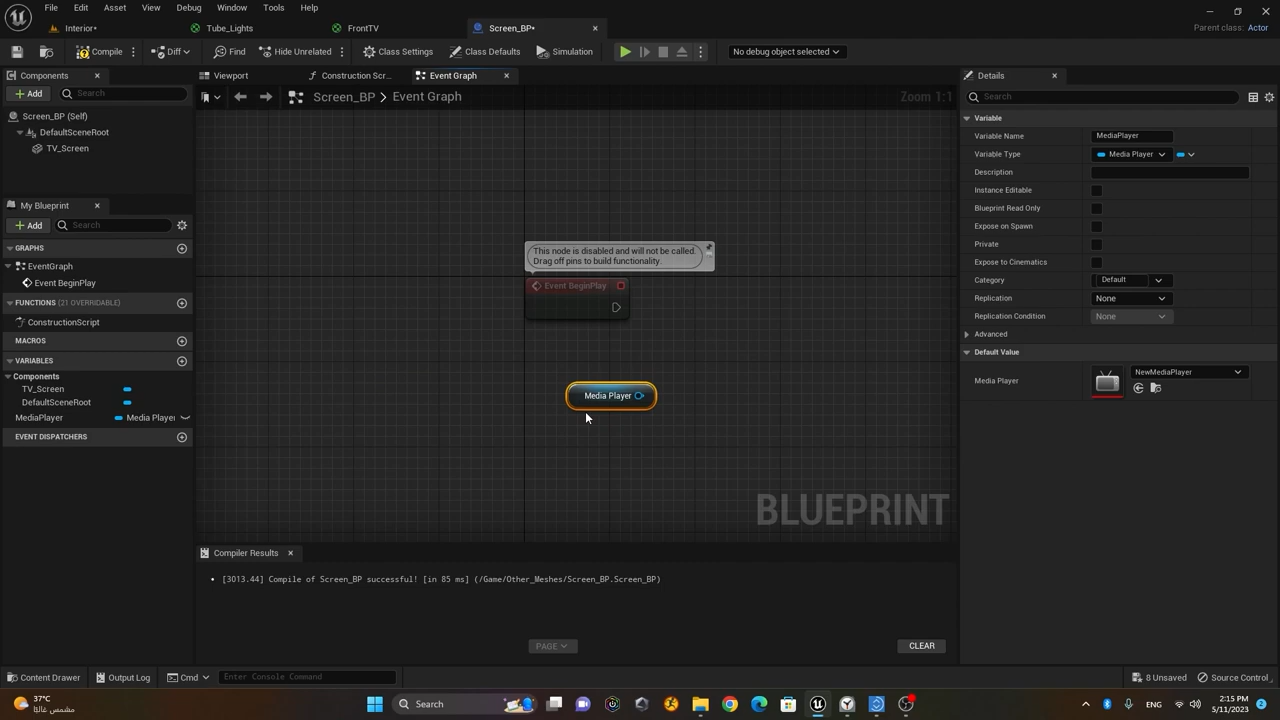 File Edit Asset View Debug Window Tools Help
Interior* Tube_Lights FrontTV Screen_BP*
Parent class: Actor
Compile Diff Find Hide Unrelated Class Settings Class Defaults Simulation No debug object selected
Components
Add Search
Screen_BP (Self)
DefaultSceneRoot
TV_Screen
My Blueprint
Add Search
GRAPHS
EventGraph
Event BeginPlay
FUNCTIONS (21 OVERRIDABLE)
ConstructionScript
MACROS
VARIABLES
Components
TV_Screen
DefaultSceneRoot
MediaPlayer Media Player
EVENT DISPATCHERS
Viewport Construction Scr... Event Graph
Screen_BP > Event Graph Zoom 1:1
This node is disabled and will not be called.
Drag off pins to build functionality.
Event BeginPlay
Media Player
BLUEPRINT
Compiler Results
[3013.44] Compile of Screen_BP successful! [in 85 ms] (/Game/Other_Meshes/Screen_BP.Screen_BP)
PAGE CLEAR
Details
Search
Variable
Variable Name MediaPlayer
Variable Type Media Player
Description
Instance Editable
Blueprint Read Only
Expose on Spawn
Private
Expose to Cinematics
Category Default
Replication None
Replication Condition None
Advanced
Default Value
Media Player NewMediaPlayer
Content Drawer Output Log Cmd Enter Console Command 8 Unsaved Source Control
37°C
مشمس غالبًا
Search
ENG 2:15 PM
5/11/2023